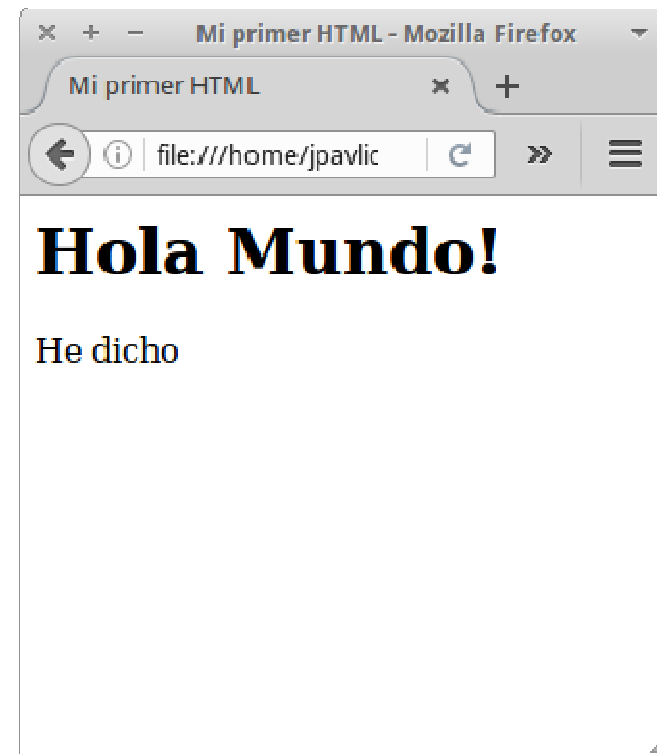 Mi primer HTML - Mozilla Firefox
Mi primer HTML
file:///home/jpavlic
Hola Mundo!
He dicho